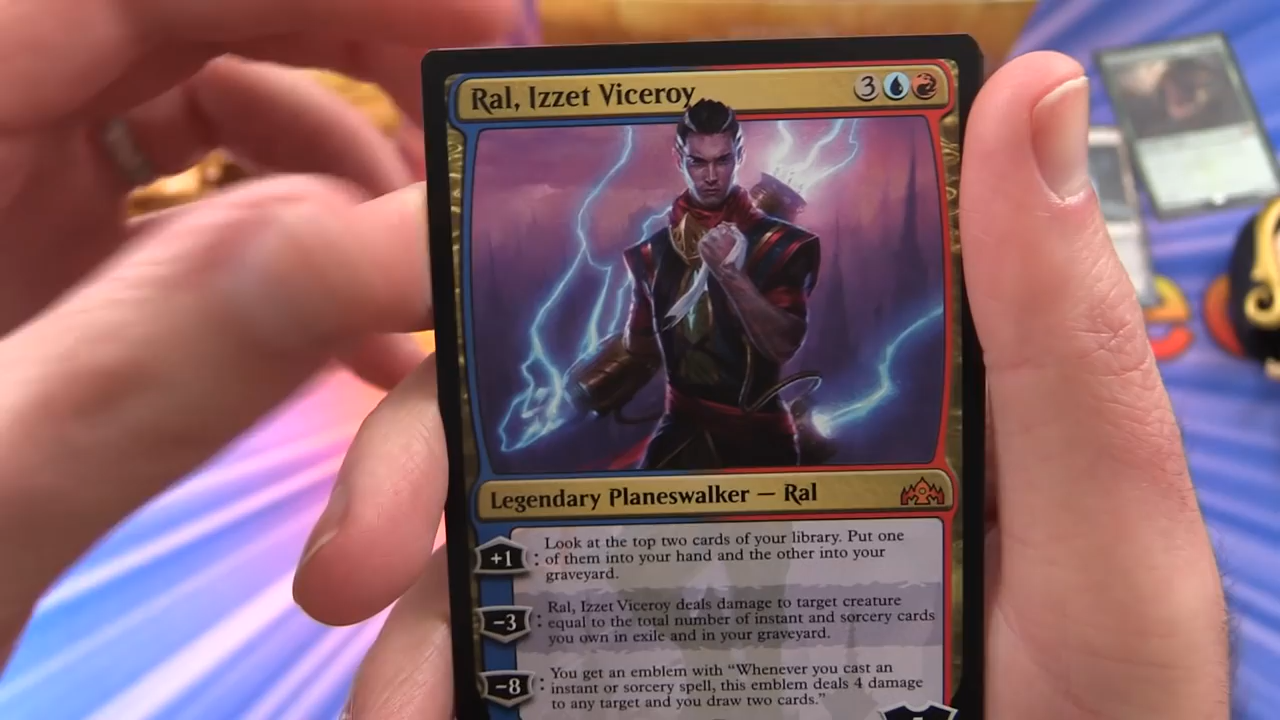 Ral, Izzet Viceroy 3
Legendary Planeswalker — Ral
+1 : Look at the top two cards of your library. Put one
of them into your hand and the other into your
graveyard.
−3 : Ral, Izzet Viceroy deals damage to target creature
equal to the total number of instant and sorcery cards
you own in exile and in your graveyard.
−8 : You get an emblem with “Whenever you cast an
instant or sorcery spell, this emblem deals 4 damage
to any target and you draw two cards.”